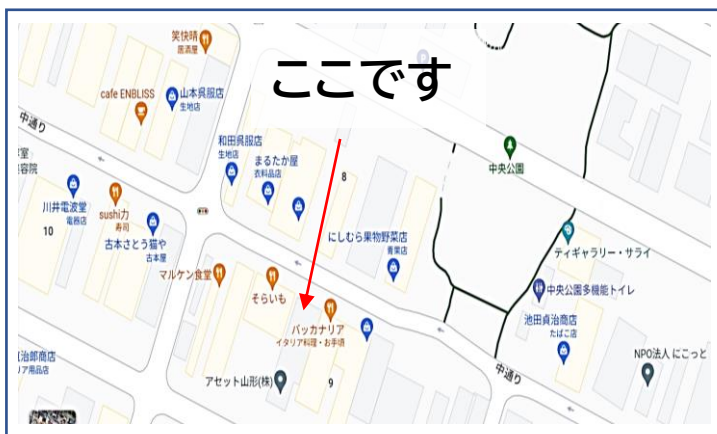 笑快晴
居酒屋
ここです
cafe ENBLISS
山本呉服店
生地店
中通り
和田呉服店
生地店
まるたか屋
衣料品店
8
中央公園
川井電波堂
電器店
10
sushi力
寿司
古本さとう猫や
古本屋
にしむら果物野菜店
青果店
ティギャラリー・サライ
マルケン食堂
そらいも
中央公園多機能トイレ
バッカナリア
イタリア料理・お手頃
池田貞治商店
たばこ店
NPO法人 にこっと
中通り
アセット山形(株)
9
治郎商店
リア用品店